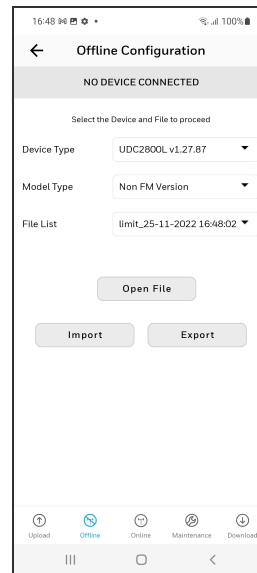 16:48 100%
Offline Configuration
NO DEVICE CONNECTED
Select the Device and File to proceed
Device Type UDC2800L v1.27.87
Model Type Non FM Version
File List limit_25-11-2022 16:48:02
Open File
Import Export
Upload Offline Online Maintenance Download